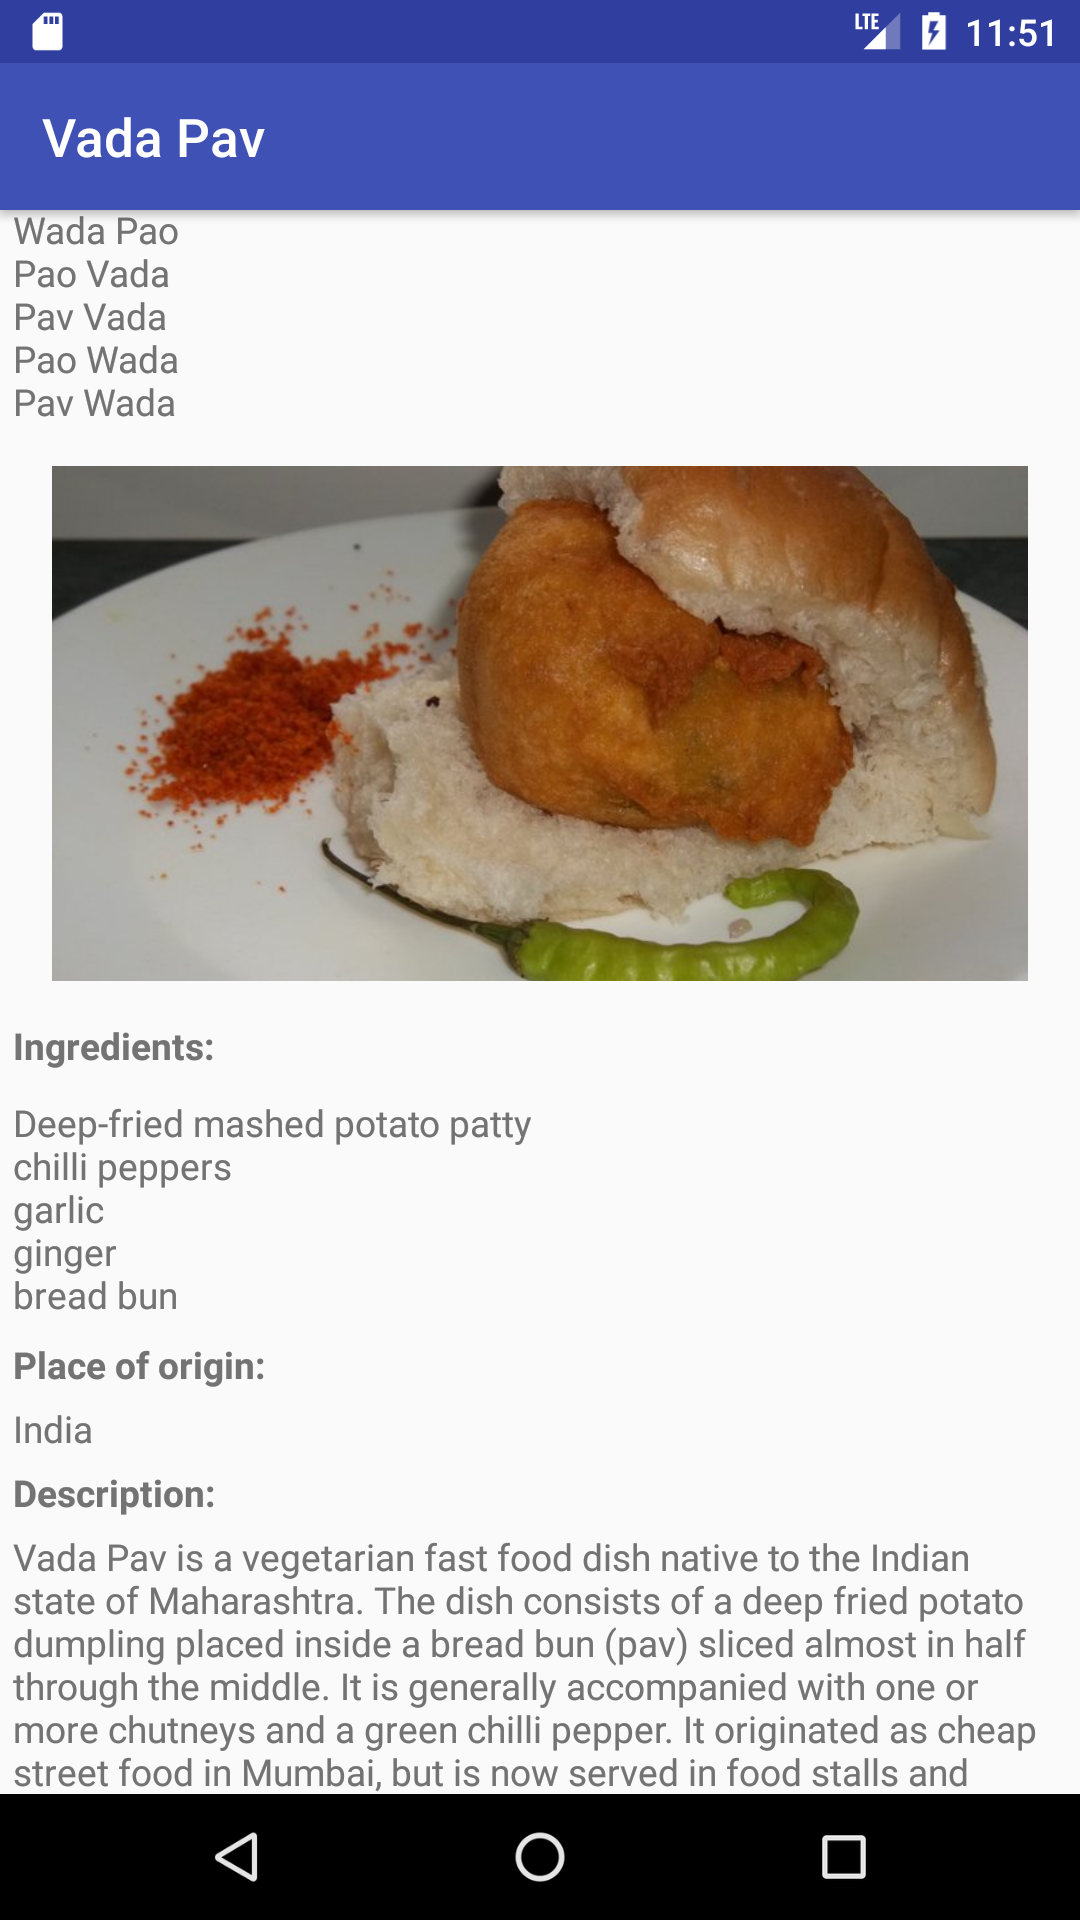 LTE 11:51
Vada Pav
Wada Pao
Pao Vada
Pav Vada
Pao Wada
Pav Wada
Ingredients:
Deep-fried mashed potato patty
chilli peppers
garlic
ginger
bread bun
Place of origin:
India
Description:
Vada Pav is a vegetarian fast food dish native to the Indian
state of Maharashtra. The dish consists of a deep fried potato
dumpling placed inside a bread bun (pav) sliced almost in half
through the middle. It is generally accompanied with one or
more chutneys and a green chilli pepper. It originated as cheap
street food in Mumbai, but is now served in food stalls and